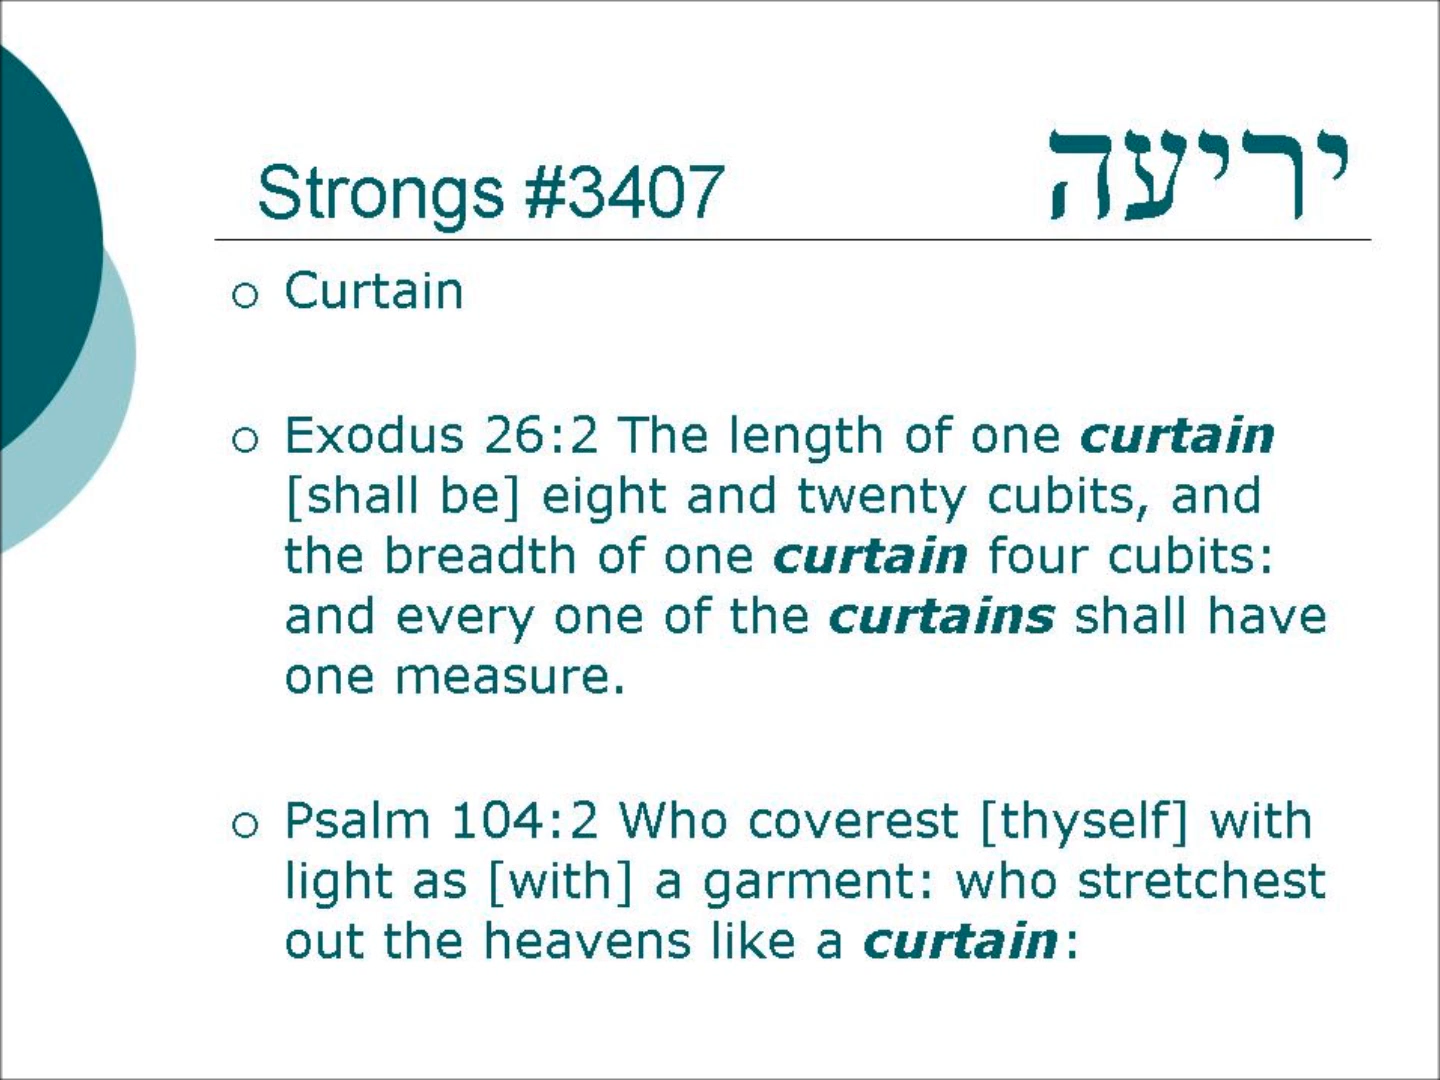 Strongs #3407 יריעה
Curtain
Exodus 26:2 The length of one curtain
[shall be] eight and twenty cubits, and
the breadth of one curtain four cubits:
and every one of the curtains shall have
one measure.
Psalm 104:2 Who coverest [thyself] with
light as [with] a garment: who stretchest
out the heavens like a curtain: